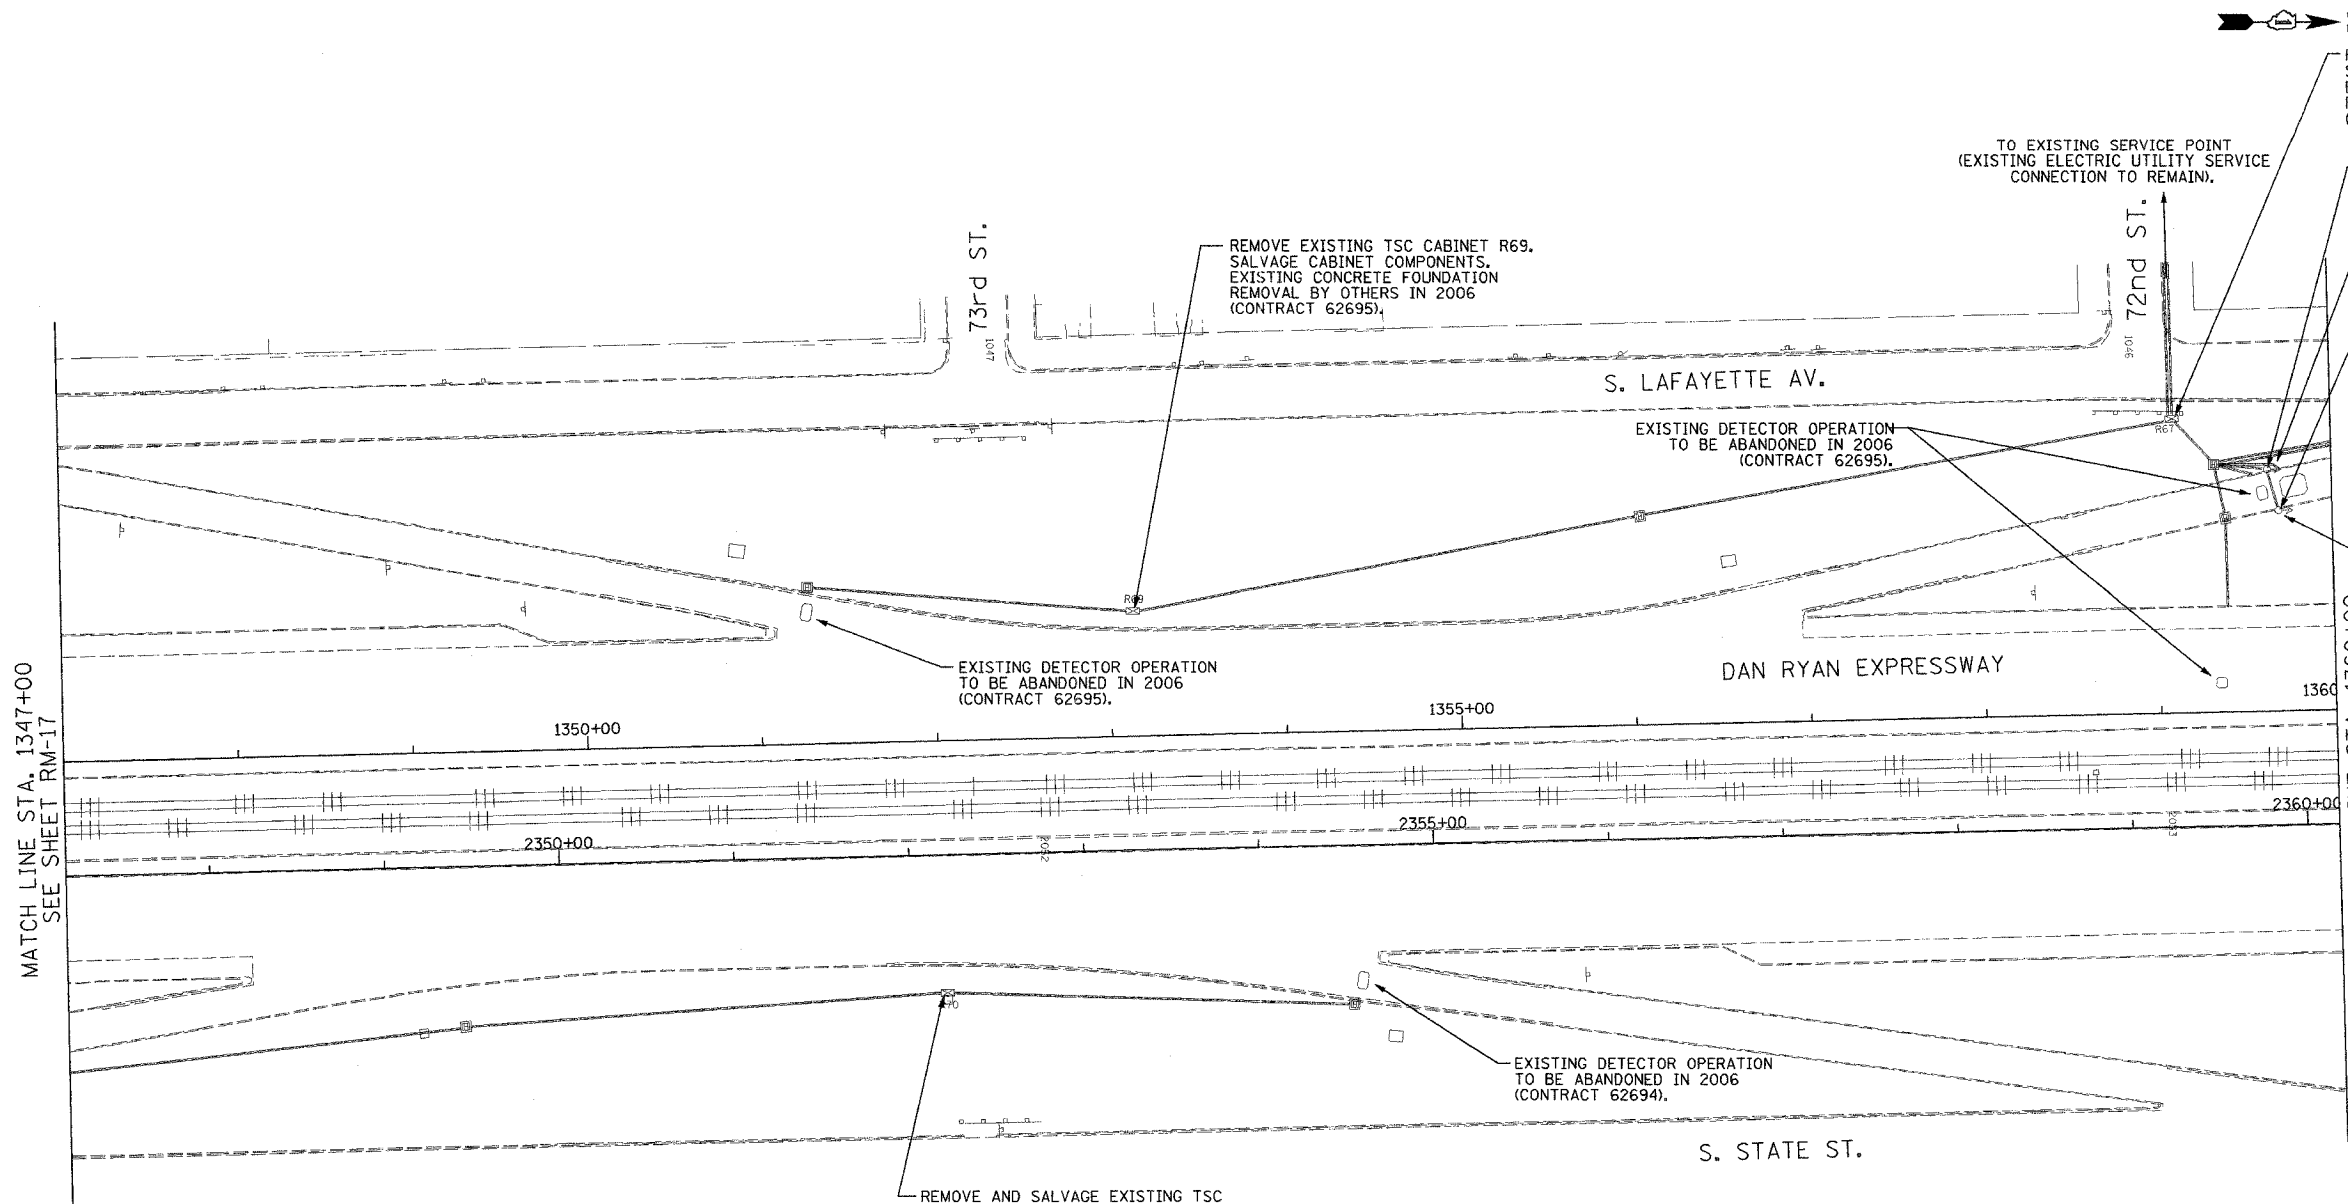 TO EXISTING SERVICE POINT
(EXISTING ELECTRIC UTILITY SERVICE
CONNECTION TO REMAIN).
73rd ST.
1047
REMOVE EXISTING TSC CABINET R69.
SALVAGE CABINET COMPONENTS.
EXISTING CONCRETE FOUNDATION
REMOVAL BY OTHERS IN 2006
(CONTRACT 62695).
72nd ST.
1046
S. LAFAYETTE AV.
EXISTING DETECTOR OPERATION
TO BE ABANDONED IN 2006
(CONTRACT 62695).
R67
R69
EXISTING DETECTOR OPERATION
TO BE ABANDONED IN 2006
(CONTRACT 62695).
DAN RYAN EXPRESSWAY
MATCH LINE STA. 1347+00
SEE SHEET RM-17
1350+00
1355+00
1360
2350+00
2052
2355+00
2360+00
2053
EXISTING DETECTOR OPERATION
TO BE ABANDONED IN 2006
(CONTRACT 62694).
S. STATE ST.
REMOVE AND SALVAGE EXISTING TSC